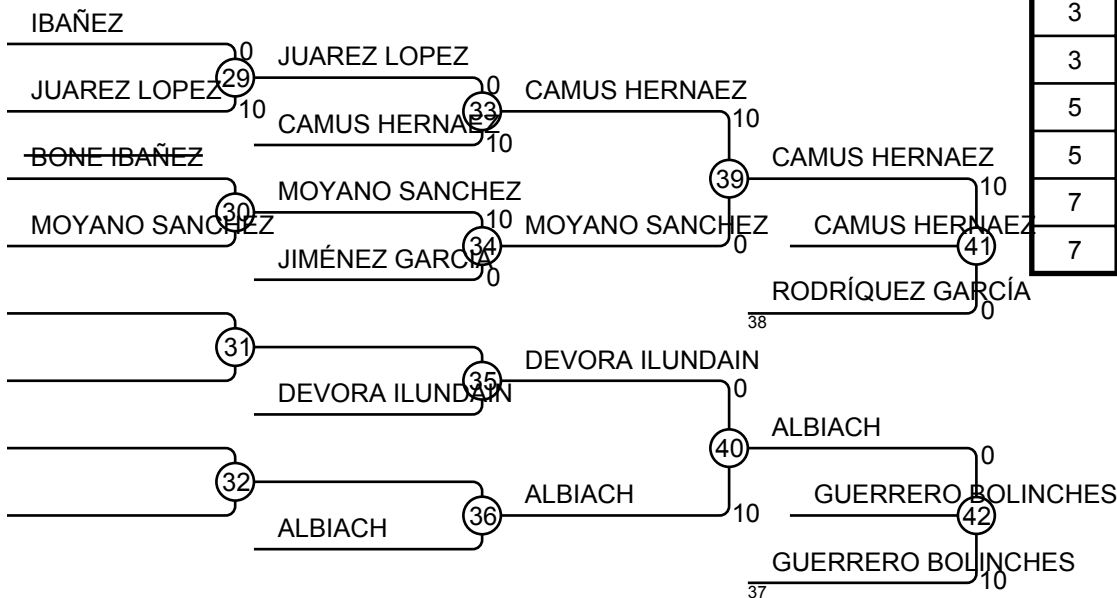 IBAÑEZ
0
29
JUAREZ LOPEZ
10
JUAREZ LOPEZ
0
33
CAMUS HERNAEZ
10
BONE IBAÑEZ
30
MOYANO SANCHEZ
MOYANO SANCHEZ
10
34
JIMÉNEZ GARCÍA
0
CAMUS HERNAEZ
10
39
MOYANO SANCHEZ
0
CAMUS HERNAEZ
10
CAMUS HERNAEZ
41
RODRÍQUEZ GARCÍA
38
0
31
35
DEVORA ILUNDAIN
32
36
ALBIACH
DEVORA ILUNDAIN
0
40
ALBIACH
10
ALBIACH
0
GUERRERO BOLINCHES
42
GUERRERO BOLINCHES
37
10
3
3
5
5
7
7